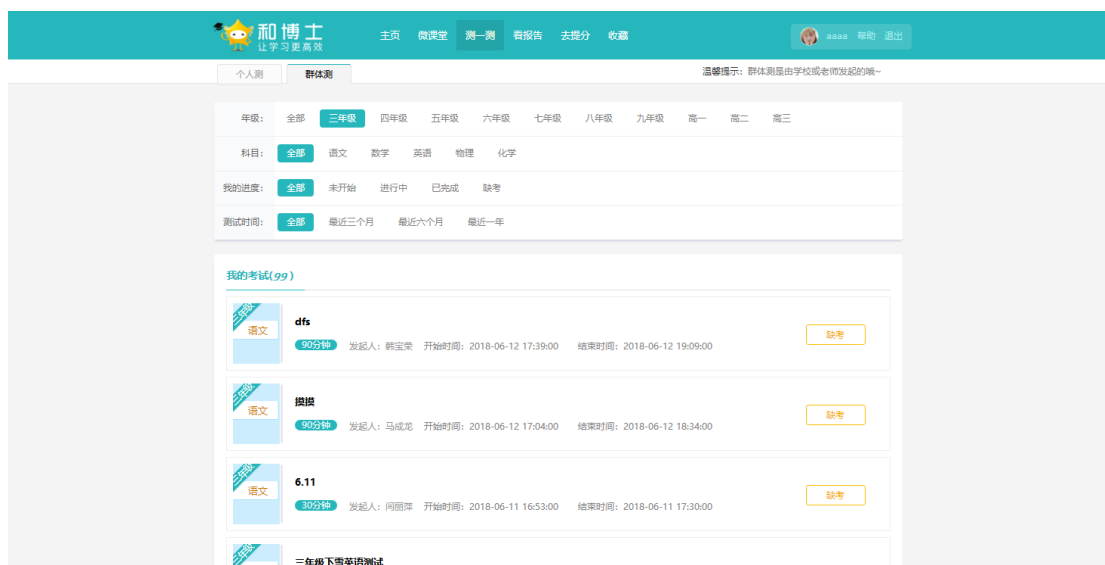 和博士
让学习更高效
主页 微课堂 测一测 看报告 去提分 收藏 aaaa 帮助 退出
个人测 群体测 温馨提示：群体测是由学校或老师发起的哦~
年级： 全部 三年级 四年级 五年级 六年级 七年级 八年级 九年级 高一 高二 高三
科目： 全部 语文 数学 英语 物理 化学
我的进度： 全部 未开始 进行中 已完成 缺考
测试时间： 全部 最近三个月 最近六个月 最近一年
我的考试(99)
三年级
语文
dfs
90分钟 发起人：韩宝荣 开始时间：2018-06-12 17:39:00 结束时间：2018-06-12 19:09:00
缺考
三年级
语文
摸摸
90分钟 发起人：马成龙 开始时间：2018-06-12 17:04:00 结束时间：2018-06-12 18:34:00
缺考
三年级
语文
6.11
30分钟 发起人：闫丽萍 开始时间：2018-06-11 16:53:00 结束时间：2018-06-11 17:30:00
缺考
三年级
三年级下雪英语测试